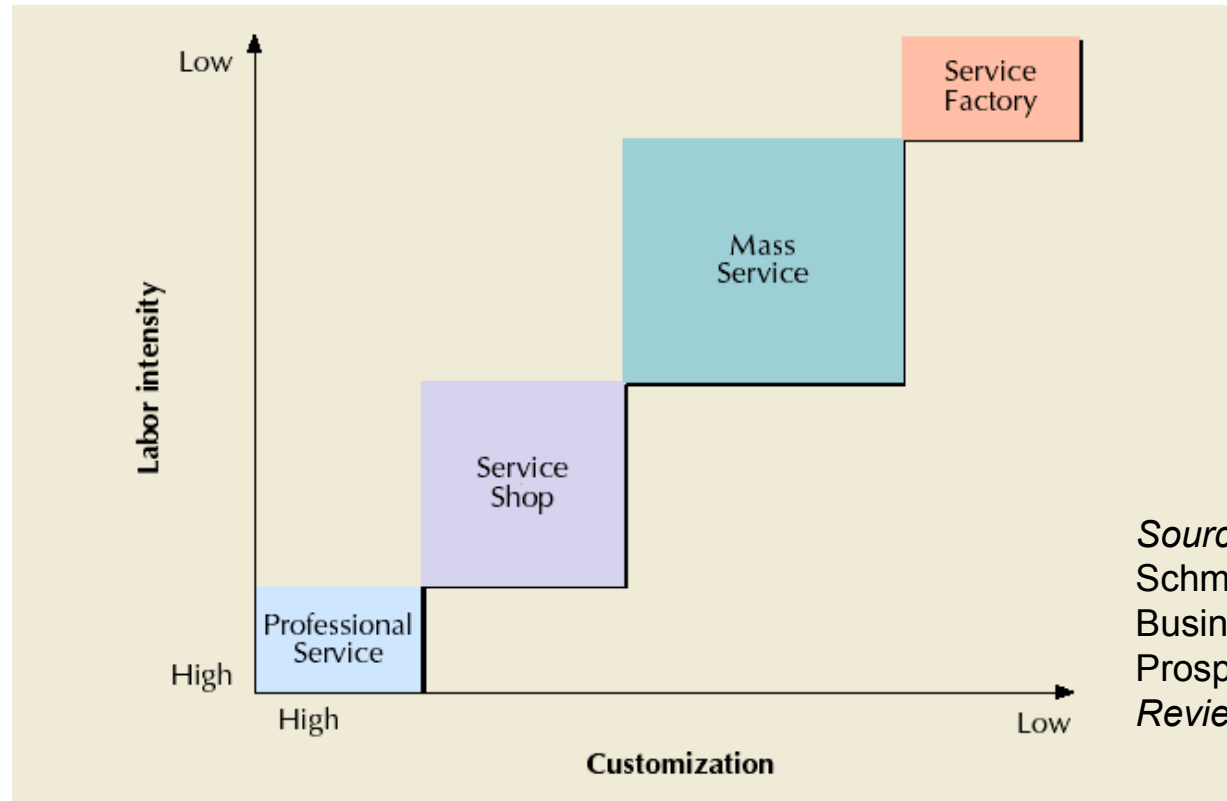 Low
Service
Factory
Mass
Service
Labor intensity
Service
Shop
Professional
Service
High
High
Low
Customization